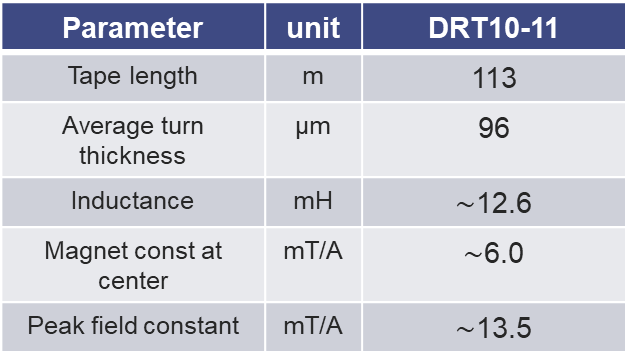 Parameter unit DRT10-11
Tape length m 113
Average turn thickness µm 96
Inductance mH ~12.6
Magnet const at center mT/A ~6.0
Peak field constant mT/A ~13.5